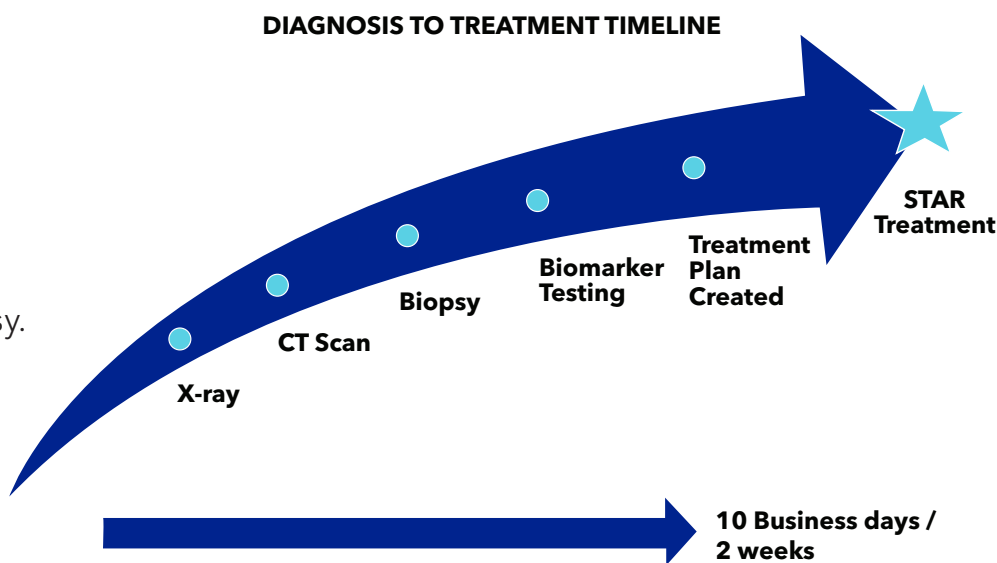 DIAGNOSIS TO TREATMENT TIMELINE
STAR
Treatment
Treatment
Plan
Created
Biomarker
Testing
Biopsy
CT Scan
X-ray
10 Business days /
2 weeks